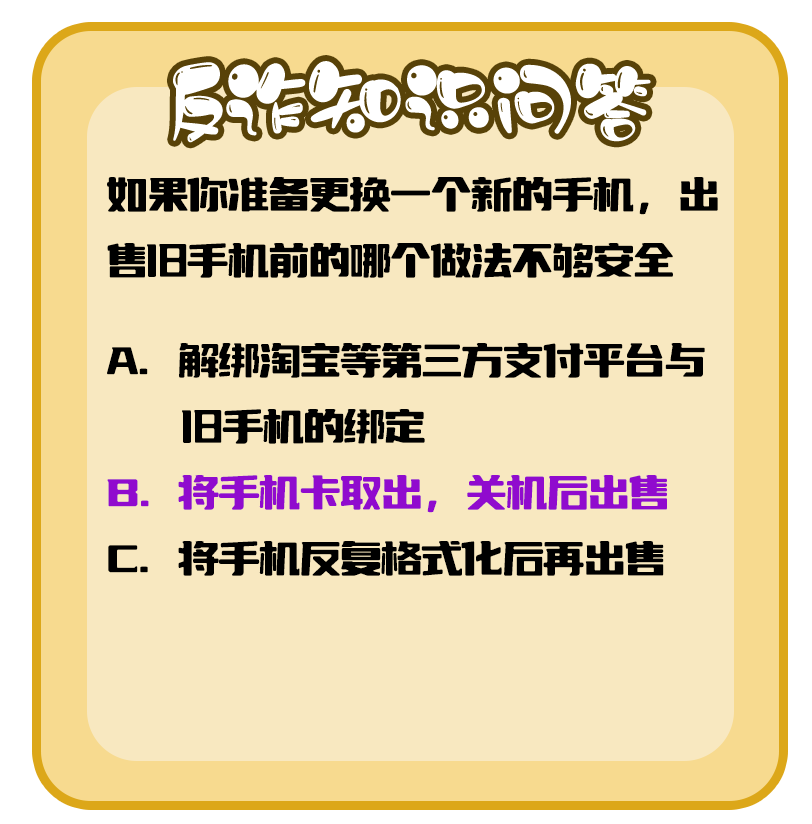 反诈知识问答
如果你准备更换一个新的手机，出
售旧手机前的哪个做法不够安全
A. 解绑淘宝等第三方支付平台与
旧手机的绑定
B. 将手机卡取出，关机后出售
C. 将手机反复格式化后再出售